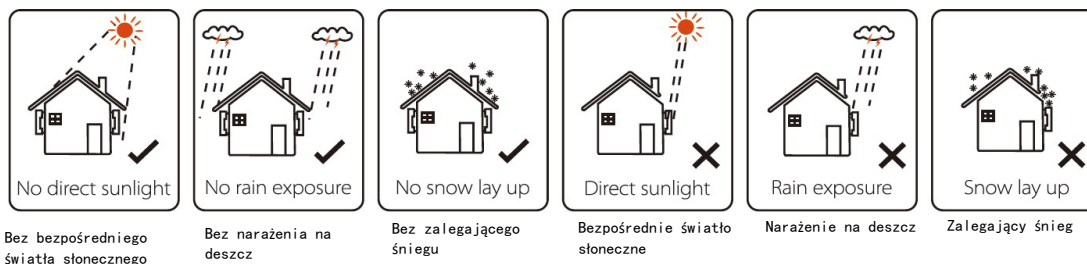 No direct sunlight
No rain exposure
No snow lay up
Direct sunlight
Rain exposure
Snow lay up
Bez bezpośredniego
światła słonecznego
Bez narażenia na
deszcz
Bez zalegającego
śniegu
Bezpośrednie światło
słoneczne
Narażenie na deszcz
Zalegający śnieg